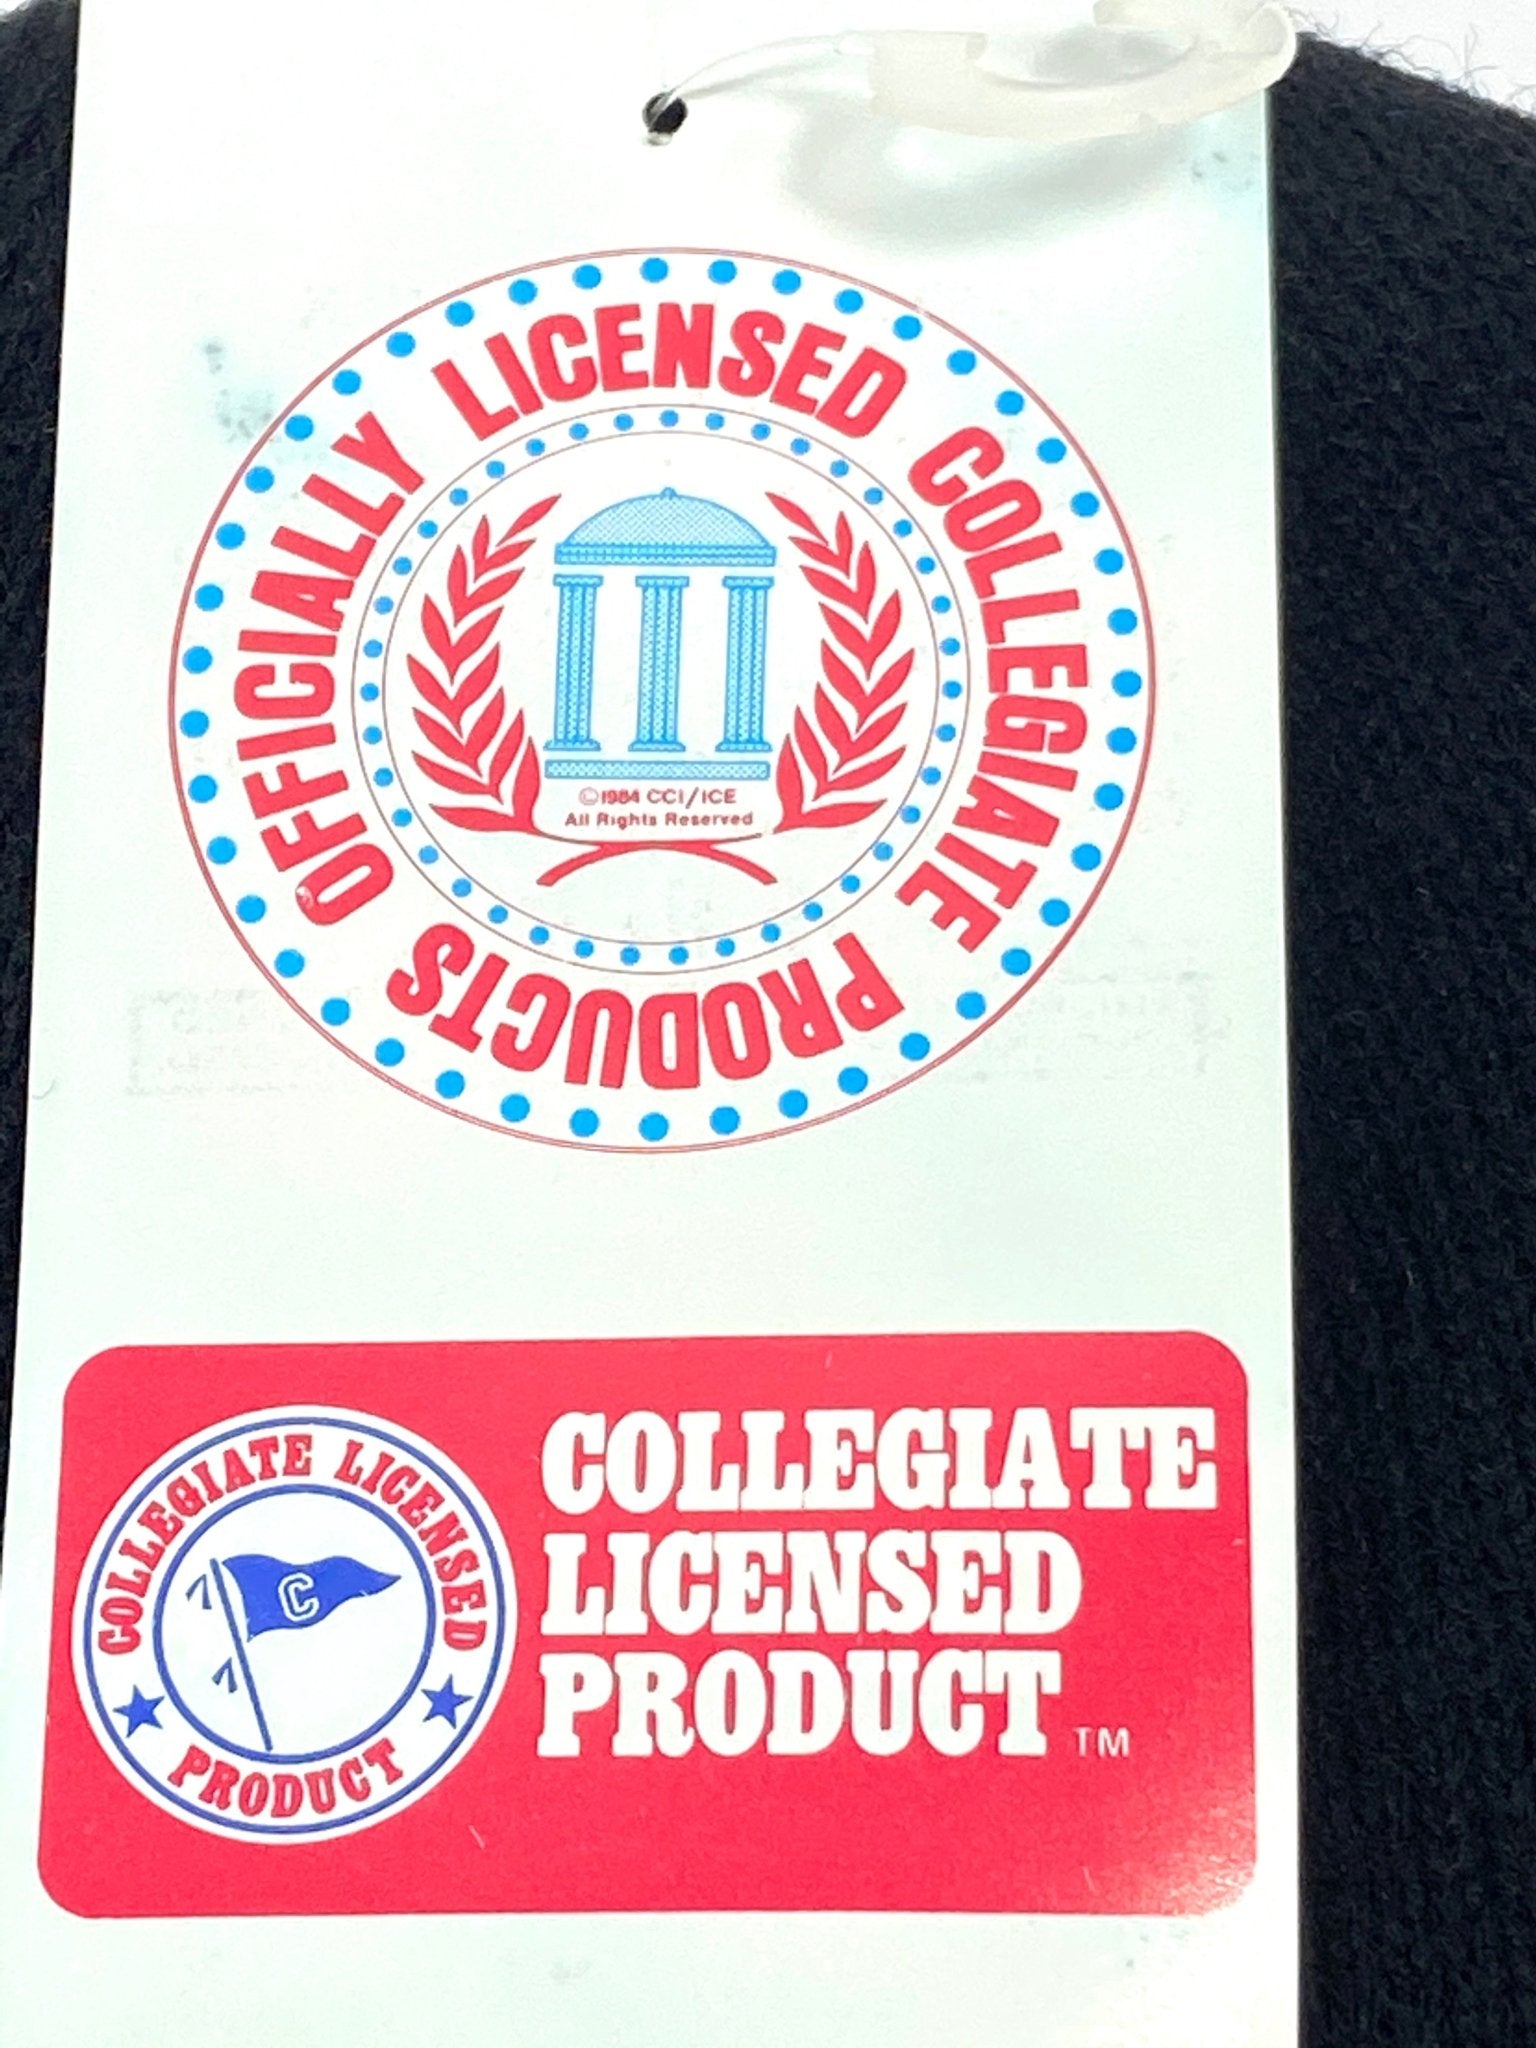 OFFICIALLY LICENSED COLLEGIATE PRODUCTS
©1984 CCI/ICE
All Rights Reserved
COLLEGIATE LICENSED
PRODUCT
C
COLLEGIATE
LICENSED
PRODUCT TM